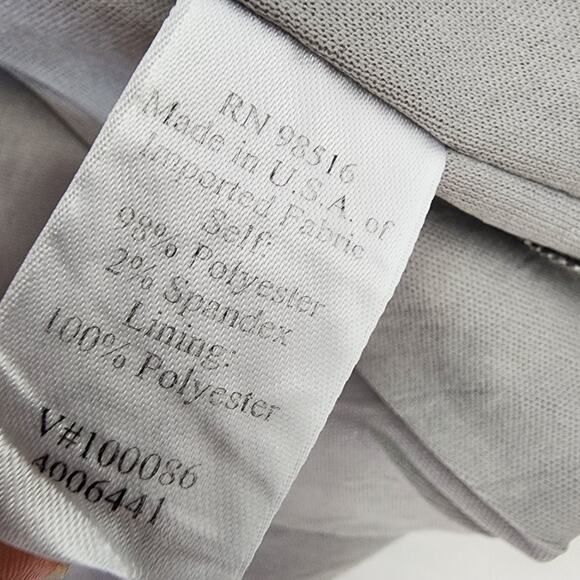 RN 98516
Made in U.S.A. of
Imported Fabric
Self:
98% Polyester
2% Spandex
Lining:
100% Polyester
V#100086
4006441